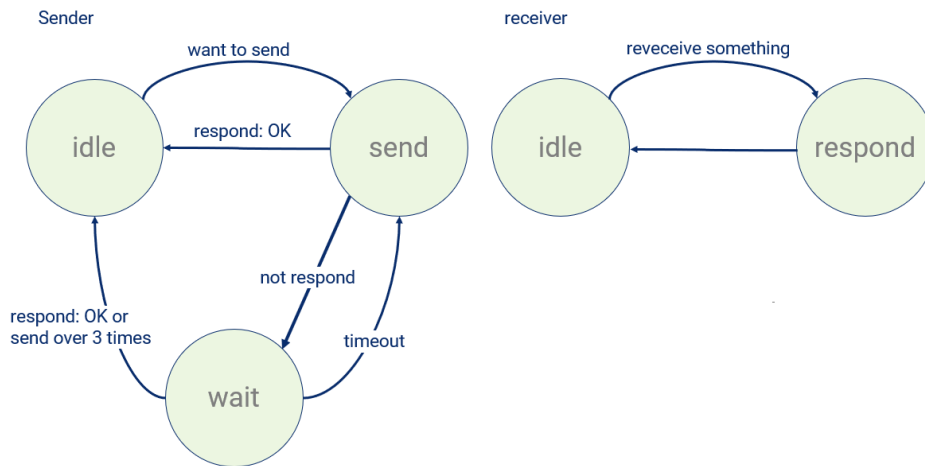 Sender
receiver
want to send
reveceive something
idle
respond: OK
send
idle
respond
not respond
respond: OK or
send over 3 times
timeout
wait